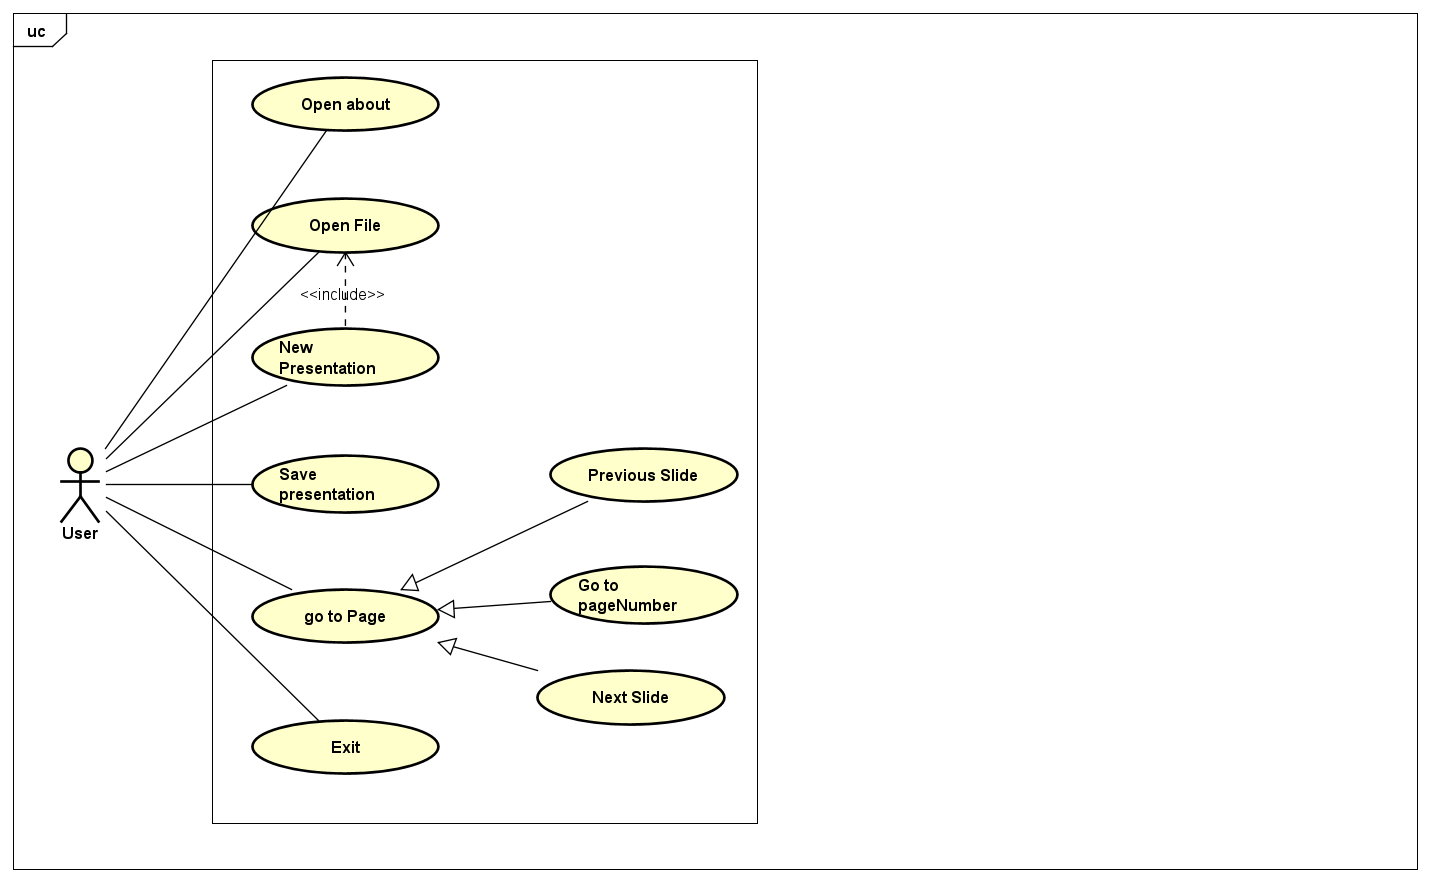 uc
Open about
Open File
<<include>>
New
Presentation
Save
presentation
Previous Slide
User
Go to
pageNumber
go to Page
Next Slide
Exit